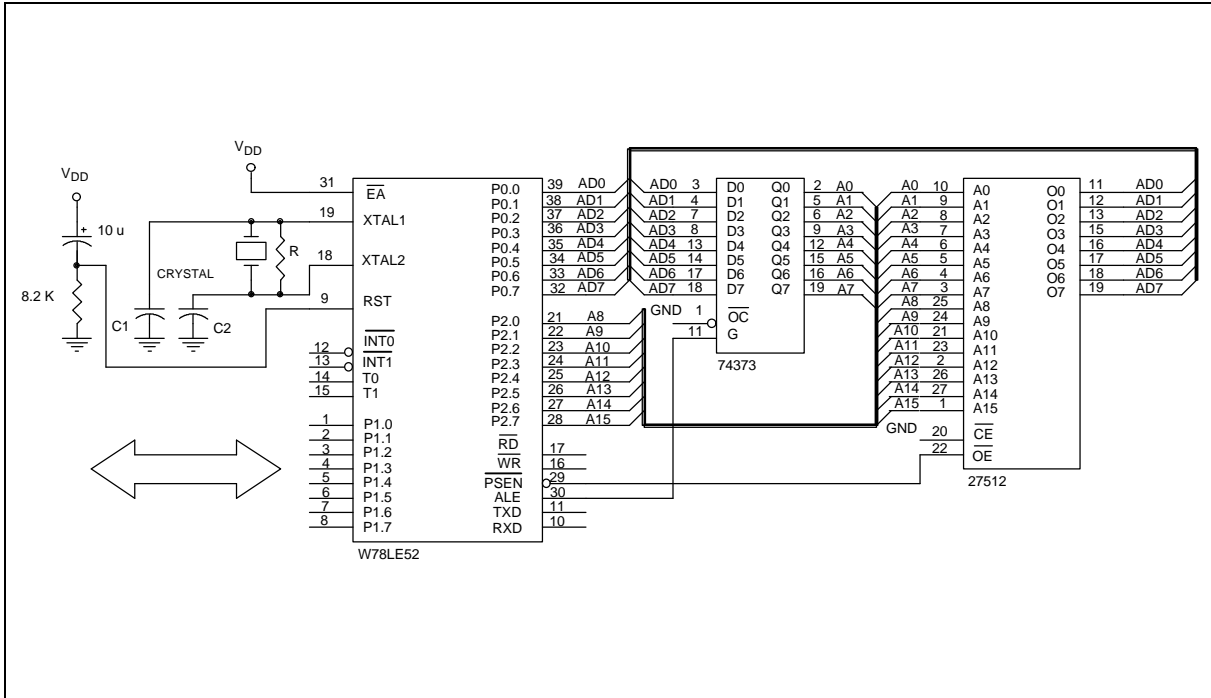 VDD
10 u
8.2 K
VDD
C1
CRYSTAL
C2
R
31
19
18
9
12
13
14
15
1
2
3
4
5
6
7
8
EA
XTAL1
XTAL2
RST
INT0
INT1
T0
T1
P1.0
P1.1
P1.2
P1.3
P1.4
P1.5
P1.6
P1.7
P0.0 39 AD0
P0.1 38 AD1
P0.2 37 AD2
P0.3 36 AD3
P0.4 35 AD4
P0.5 34 AD5
P0.6 33 AD6
P0.7 32 AD7
P2.0 21 A8
P2.1 22 A9
P2.2 23 A10
P2.3 24 A11
P2.4 25 A12
P2.5 26 A13
P2.6 27 A14
P2.7 28 A15
RD 17
WR 16
PSEN 29
ALE 30
TXD 11
RXD 10
W78LE52
AD0 3 D0 Q0 2 A0
AD1 4 D1 Q1 5 A1
AD2 7 D2 Q2 6 A2
AD3 8 D3 Q3 9 A3
AD4 13 D4 Q4 12 A4
AD5 14 D5 Q5 15 A5
AD6 17 D6 Q6 16 A6
AD7 18 D7 Q7 19 A7
GND 1 OC
11 G
74373
A0 10 A0 O0 11 AD0
A1 9 A1 O1 12 AD1
A2 8 A2 O2 13 AD2
A3 7 A3 O3 15 AD3
A4 6 A4 O4 16 AD4
A5 5 A5 O5 17 AD5
A6 4 A6 O6 18 AD6
A7 3 A7 O7 19 AD7
A8 25 A8
A9 24 A9
A10 21 A10
A11 23 A11
A12 2 A12
A13 26 A13
A14 27 A14
A15 1 A15
GND 20 CE
22 OE
27512